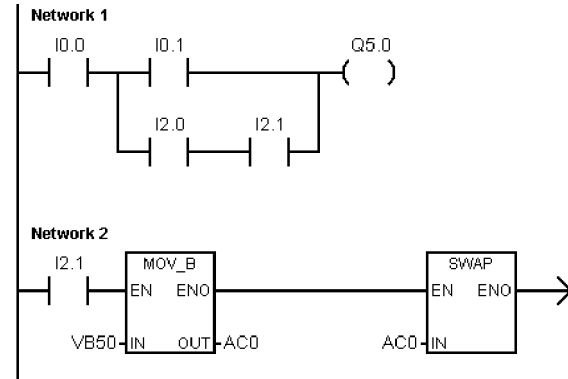 Network 1
I0.0 I0.1 Q5.0
I2.0 I2.1
Network 2
I2.1 MOV_B SWAP
EN ENO EN ENO
VB50 IN OUT AC0 AC0 IN